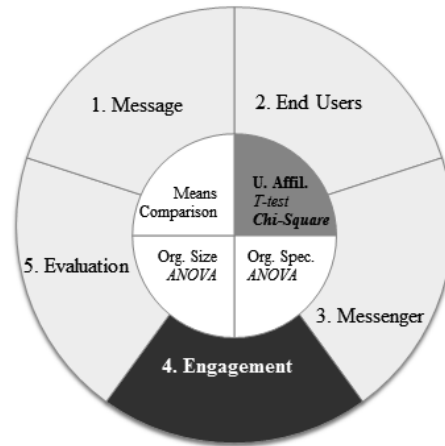 1. Message
2. End Users
Means
Comparison
U. Affil.
T-test
Chi-Square
5. Evaluation
Org. Size
ANOVA
Org. Spec.
ANOVA
3. Messenger
4. Engagement